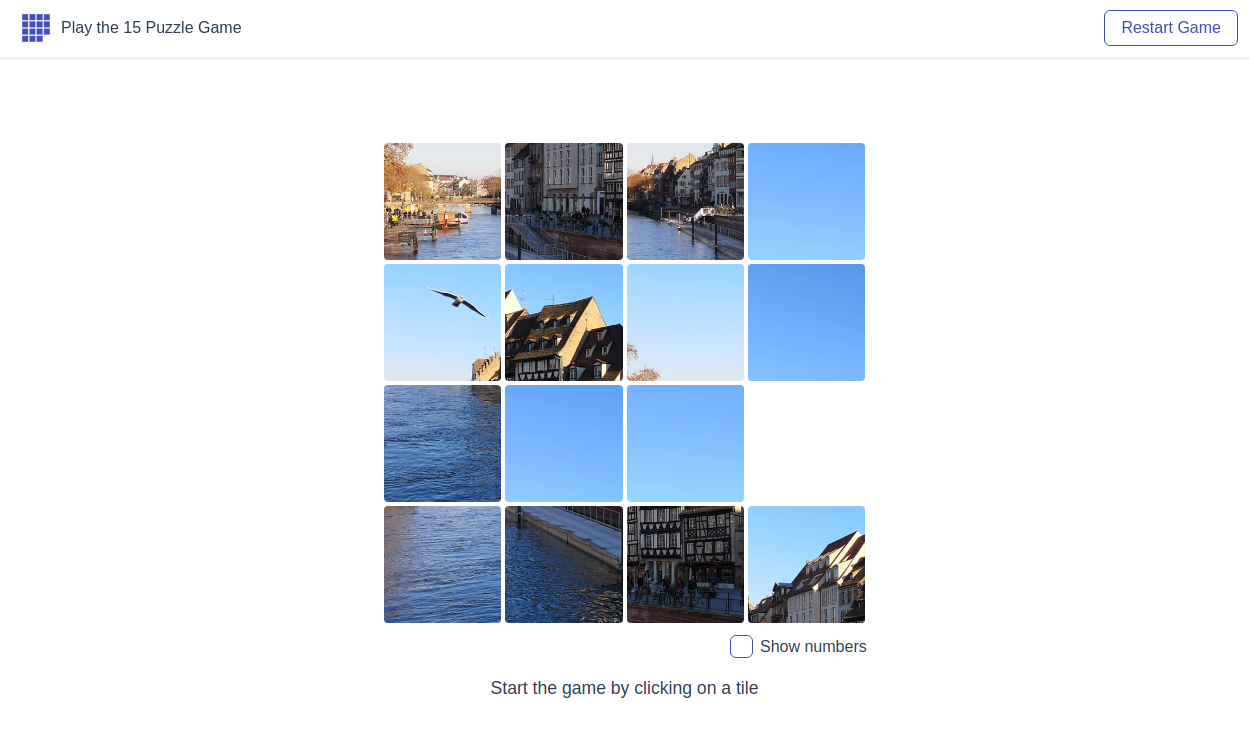 Play the 15 Puzzle Game
Restart Game
Show numbers
Start the game by clicking on a tile